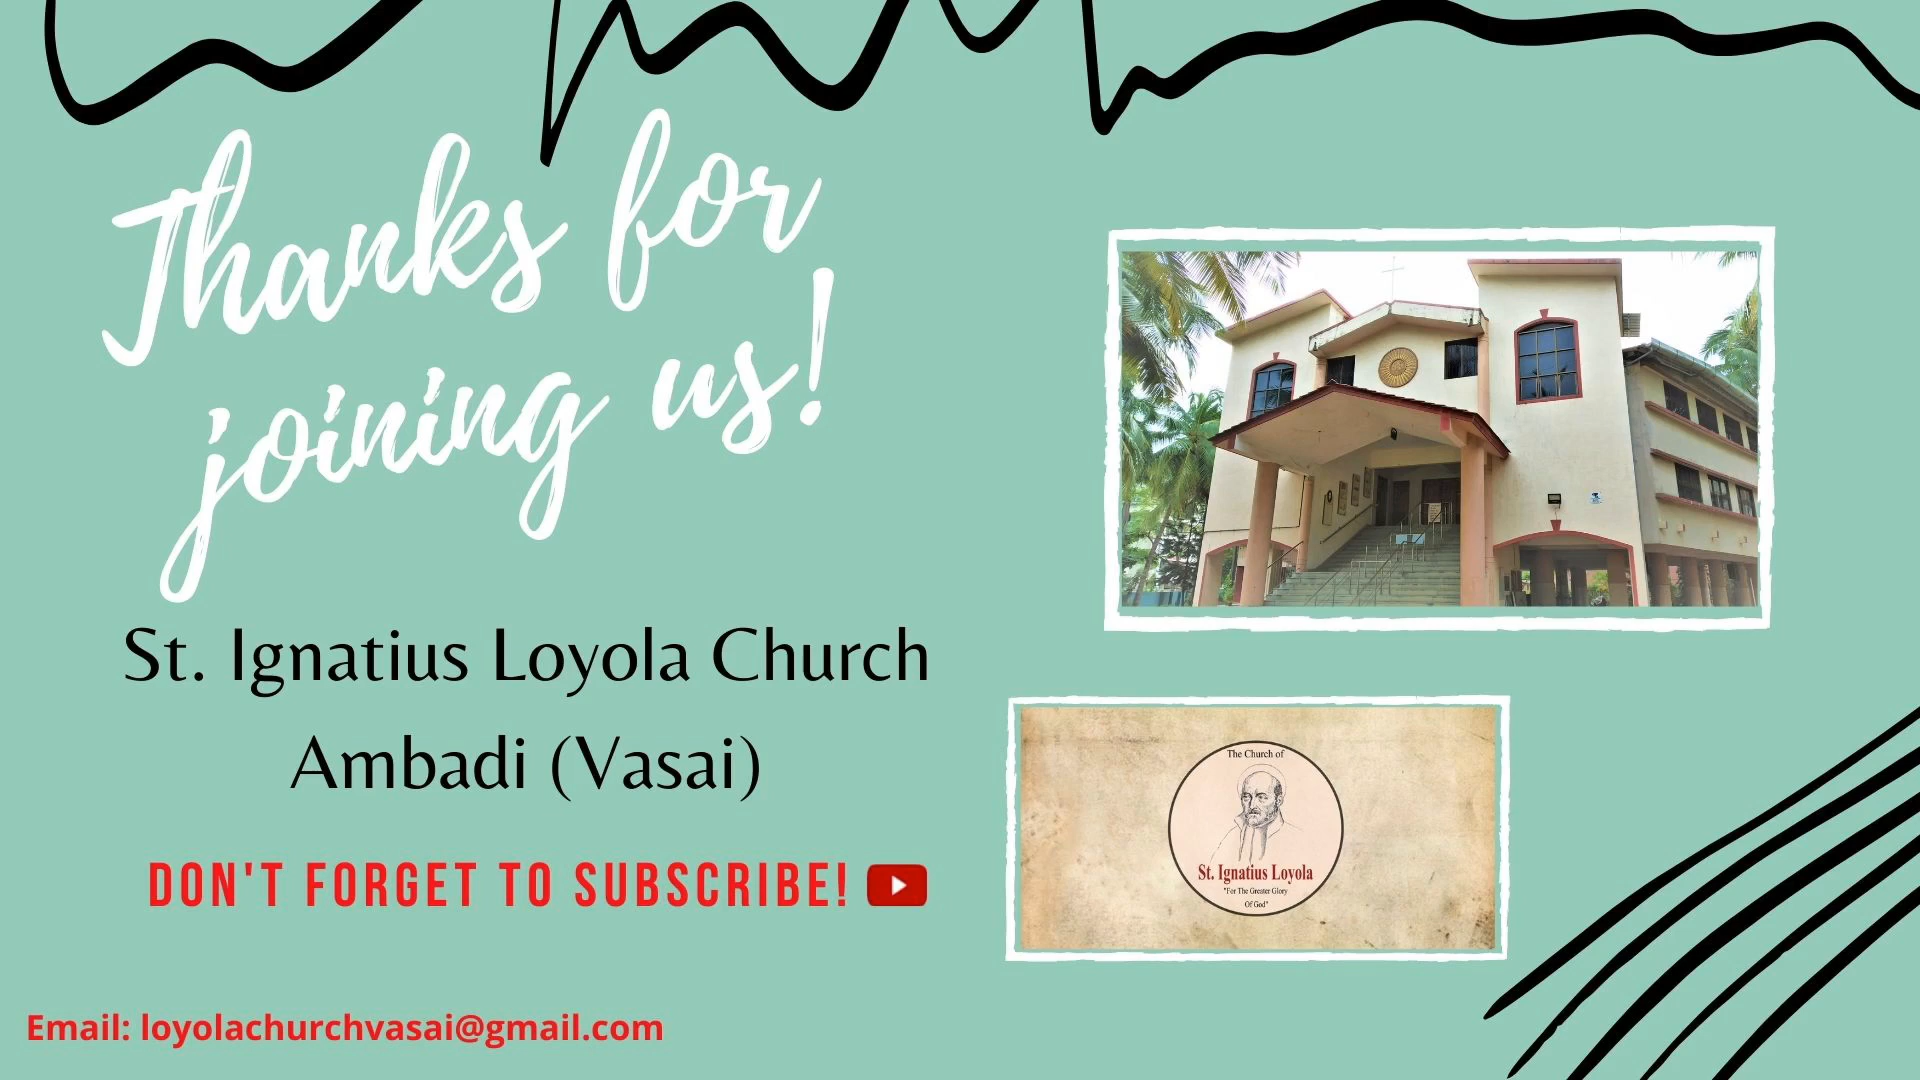 Thanks for
joining us!
St. Ignatius Loyola Church
Ambadi (Vasai)
DON'T FORGET TO SUBSCRIBE!
The Church of
St. Ignatius Loyola
"For The Greater Glory
Of God"
Email: loyolachurchvasai@gmail.com